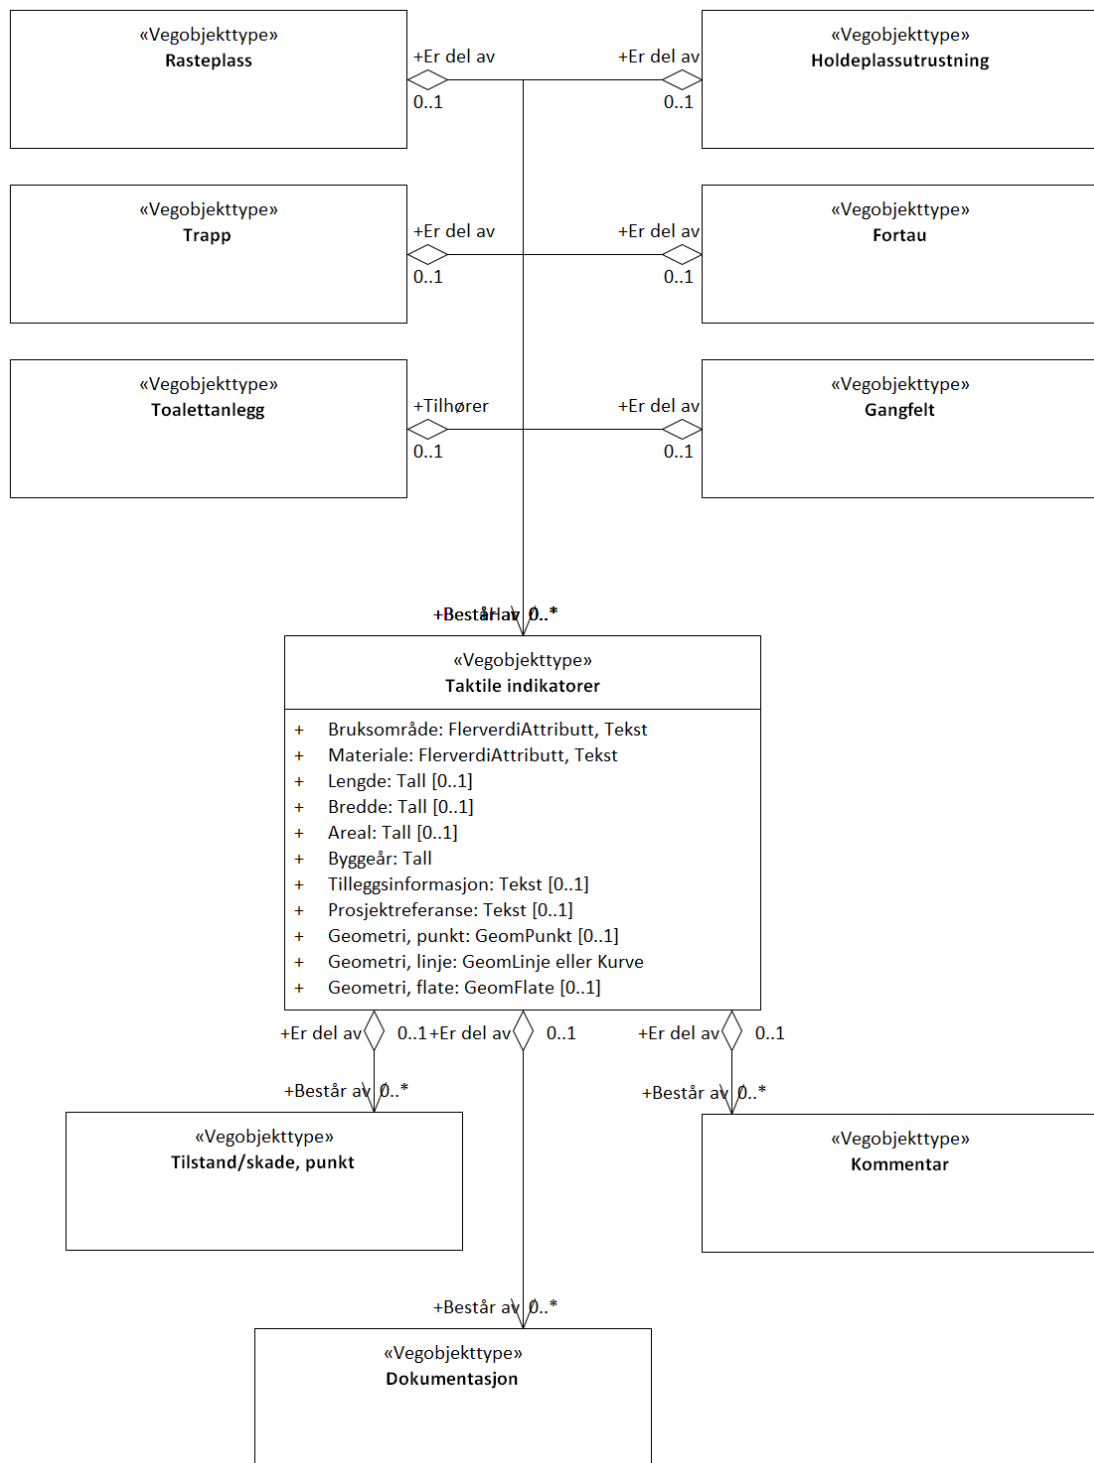 «Vegobjekttype»
Rasteplass
+Er del av
0..1
+Er del av
0..1
«Vegobjekttype»
Holdeplassutrustning
«Vegobjekttype»
Trapp
+Er del av
0..1
+Er del av
0..1
«Vegobjekttype»
Fortau
«Vegobjekttype»
Toalettanlegg
+Tilhører
0..1
+Er del av
0..1
«Vegobjekttype»
Gangfelt
+Består av 0..*
«Vegobjekttype»
Taktile indikatorer
+ Bruksområde: FlerverdiAttributt, Tekst
+ Materiale: FlerverdiAttributt, Tekst
+ Lengde: Tall [0..1]
+ Bredde: Tall [0..1]
+ Areal: Tall [0..1]
+ Byggeår: Tall
+ Tilleggsinformasjon: Tekst [0..1]
+ Prosjektreferanse: Tekst [0..1]
+ Geometri, punkt: GeomPunkt [0..1]
+ Geometri, linje: GeomLinje eller Kurve
+ Geometri, flate: GeomFlate [0..1]
+Er del av 0..1
+Er del av 0..1
+Er del av 0..1
+Består av 0..*
+Består av 0..*
«Vegobjekttype»
Tilstand/skade, punkt
«Vegobjekttype»
Kommentar
+Består av 0..*
«Vegobjekttype»
Dokumentasjon